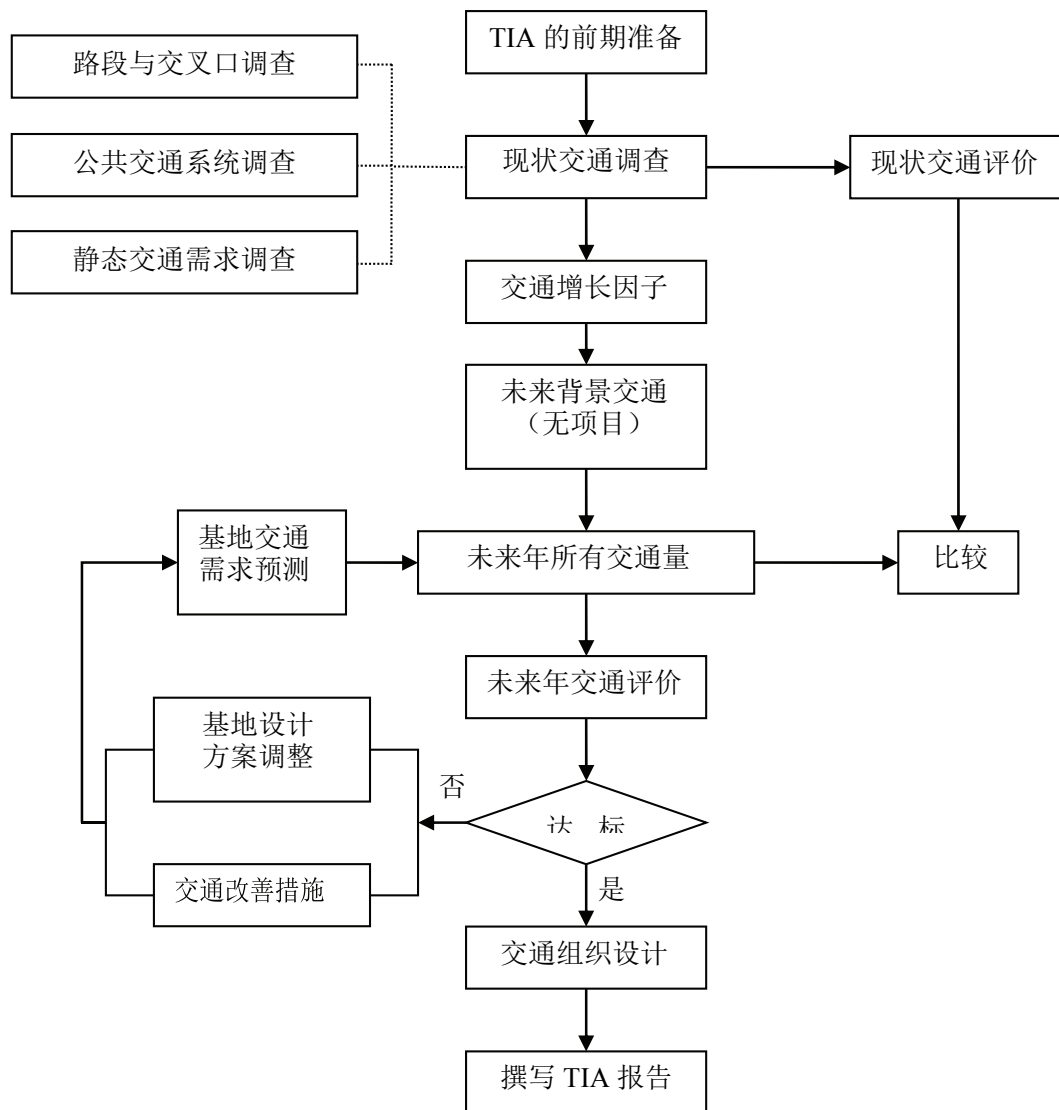 TIA 的前期准备
路段与交叉口调查
公共交通系统调查
现状交通调查
现状交通评价
静态交通需求调查
交通增长因子
未来背景交通
（无项目）
基地交通
需求预测
未来年所有交通量
比较
未来年交通评价
基地设计
方案调整
否
达 标
交通改善措施
是
交通组织设计
撰写 TIA 报告